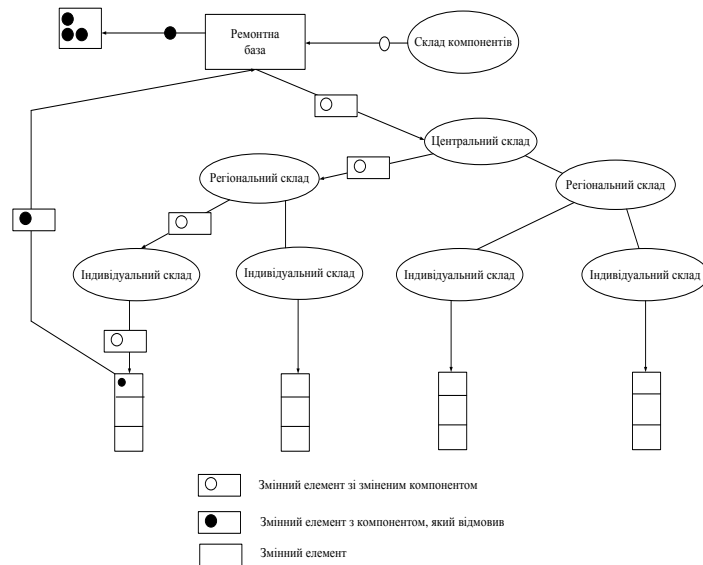 Ремонтна
база
Склад компонентів
Центральний склад
Регіональний склад
Регіональний склад
Індивідуальний склад
Індивідуальний склад
Індивідуальний склад
Індивідуальний склад
Змінний елемент зі зміненим компонентом
Змінний елемент з компонентом, який відмовив
Змінний елемент